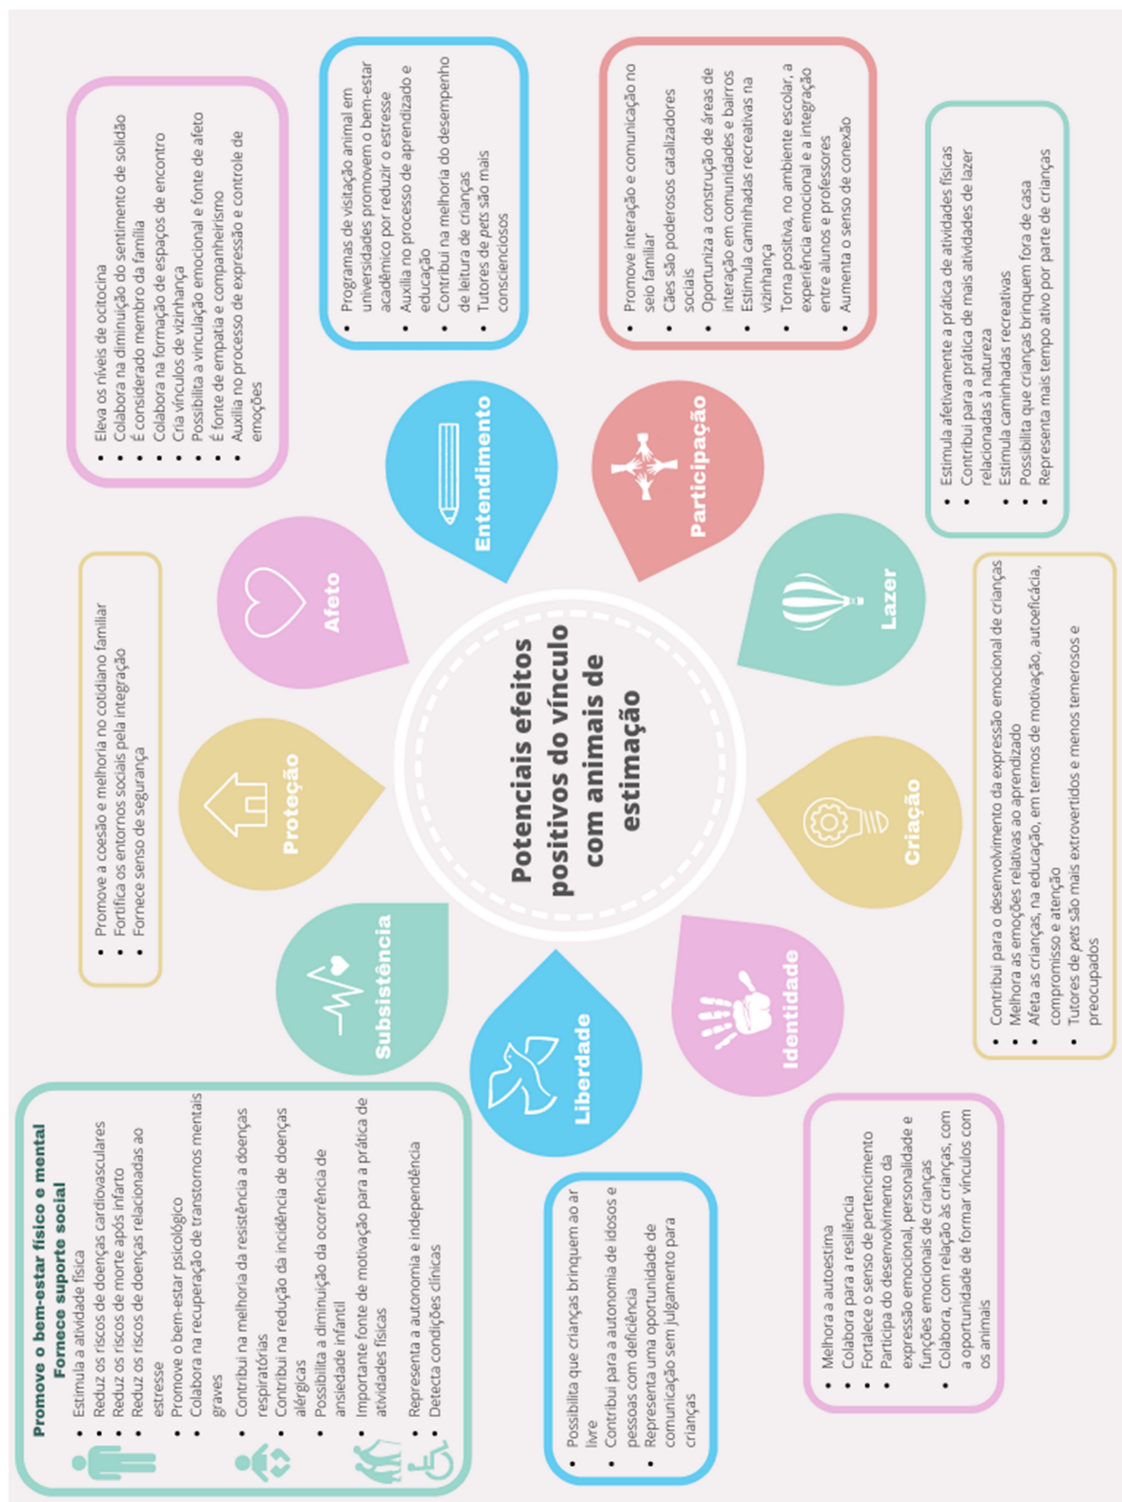 Potenciais efeitos
positivos do vínculo
com animais de
estimação
Subsistência
Promove o bem-estar físico e mental
Fornece suporte social
• Estimula a atividade física
• Reduz os riscos de doenças cardiovasculares
• Reduz os riscos de morte após infarto
• Reduz os riscos de doenças relacionadas ao
estresse
• Promove o bem-estar psicológico
• Colabora na recuperação de transtornos mentais
graves
• Contribui na melhoria da resistência a doenças
respiratórias
• Contribui na redução da incidência de doenças
alérgicas
• Possibilita a diminuição da ocorrência de
ansiedade infantil
• Importante fonte de motivação para a prática de
atividades físicas
• Representa a autonomia e independência
• Detecta condições clínicas
Proteção
• Promove a coesão e melhoria no cotidiano familiar
• Fortifica os entornos sociais pela integração
• Fornece senso de segurança
Afeto
• Eleva os níveis de ocitocina
• Colabora na diminuição do sentimento de solidão
• É considerado membro da família
• Colabora na formação de espaços de encontro
• Cria vínculos de vizinhança
• Possibilita a vinculação emocional e fonte de afeto
• É fonte de empatia e companheirismo
• Auxilia no processo de expressão e controle de
emoções
Entendimento
• Programas de visitação animal em
universidades promovem o bem-estar
acadêmico por reduzir o estresse
• Auxilia no processo de aprendizado e
educação
• Contribui na melhoria do desempenho
de leitura de crianças
• Tutores de pets são mais
conscienciosos
Participação
• Promove interação e comunicação no
seio familiar
• Cães são poderosos catalizadores
sociais
• Oportuniza a construção de áreas de
interação em comunidades e bairros
• Estimula caminhadas recreativas na
vizinhança
• Torna positiva, no ambiente escolar, a
experiência emocional e a integração
entre alunos e professores
• Aumenta o senso de conexão
Lazer
• Estimula afetivamente a prática de atividades físicas
• Contribui para a prática de mais atividades de lazer
relacionadas à natureza
• Estimula caminhadas recreativas
• Possibilita que crianças brinquem fora de casa
• Representa mais tempo ativo por parte de crianças
Criação
• Contribui para o desenvolvimento da expressão emocional de crianças
• Melhora as emoções relativas ao aprendizado
• Afeta as crianças, na educação, em termos de motivação, autoeficácia,
compromisso e atenção
• Tutores de pets são mais extrovertidos e menos temerosos e
preocupados
Identidade
• Melhora a autoestima
• Colabora para a resiliência
• Fortalece o senso de pertencimento
• Participa do desenvolvimento da
expressão emocional, personalidade e
funções emocionais de crianças
• Colabora, com relação às crianças, com
a oportunidade de formar vínculos com
os animais
Liberdade
• Possibilita que crianças brinquem ao ar
livre
• Contribui para a autonomia de idosos e
pessoas com deficiência
• Representa uma oportunidade de
comunicação sem julgamento para
crianças